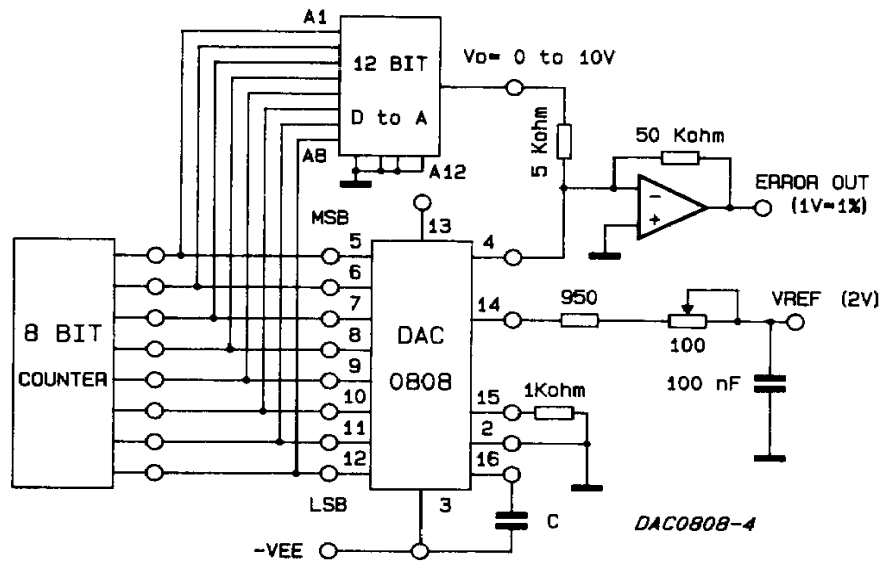 A1
12 BIT
D to A
A8
A12
Vo= 0 to 10V
5 Kohm
50 Kohm
ERROR OUT
(1V=1%)
-
+
MSB
13
5
6
7
8
9
10
11
12
LSB
8 BIT
COUNTER
DAC
0808
4
14
15
2
16
3
950
100
VREF (2V)
100 nF
1Kohm
C
-VEE
DAC0808-4